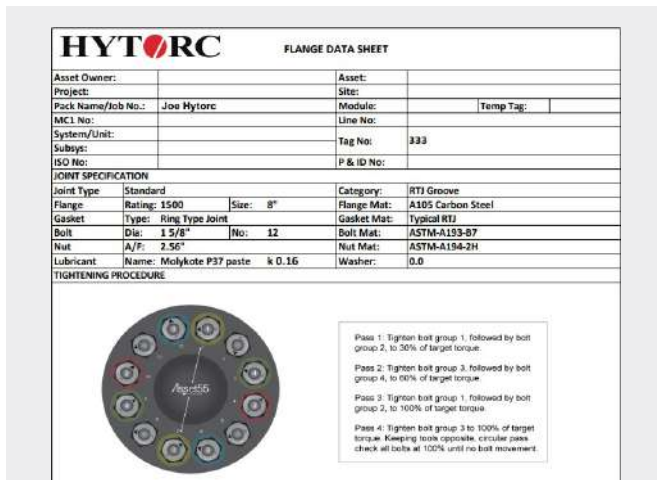 HYTORC
FLANGE DATA SHEET
Asset Owner: Asset:
Project: Site:
Pack Name/Job No.: Joe Hytorc Module: Temp Tag:
MC1 No: Line No:
System/Unit: Tag No: 333
Subsys:
ISO No: P & ID No:
JOINT SPECIFICATION
Joint Type Standard Category: RTJ Groove
Flange Rating: 1500 Size: 8" Flange Mat: A105 Carbon Steel
Gasket Type: Ring Type Joint Gasket Mat: Typical RTJ
Bolt Dia: 1 5/8" No: 12 Bolt Mat: ASTM-A193-B7
Nut A/F: 2.56" Nut Mat: ASTM-A194-2H
Lubricant Name: Molykote P37 paste k 0.16 Washer: 0.0
TIGHTENING PROCEDURE
Asset55
Pass 1: Tighten bolt group 1, followed by bolt
group 2, to 30% of target torque.
Pass 2: Tighten bolt group 3, followed by bolt
group 4, to 60% of target torque.
Pass 3: Tighten bolt group 1, followed by bolt
group 2, to 100% of target torque.
Pass 4: Tighten bolt group 3 to 100% of target
torque. Keeping tools opposite, circular pass
check all bolts at 100% until no bolt movement.